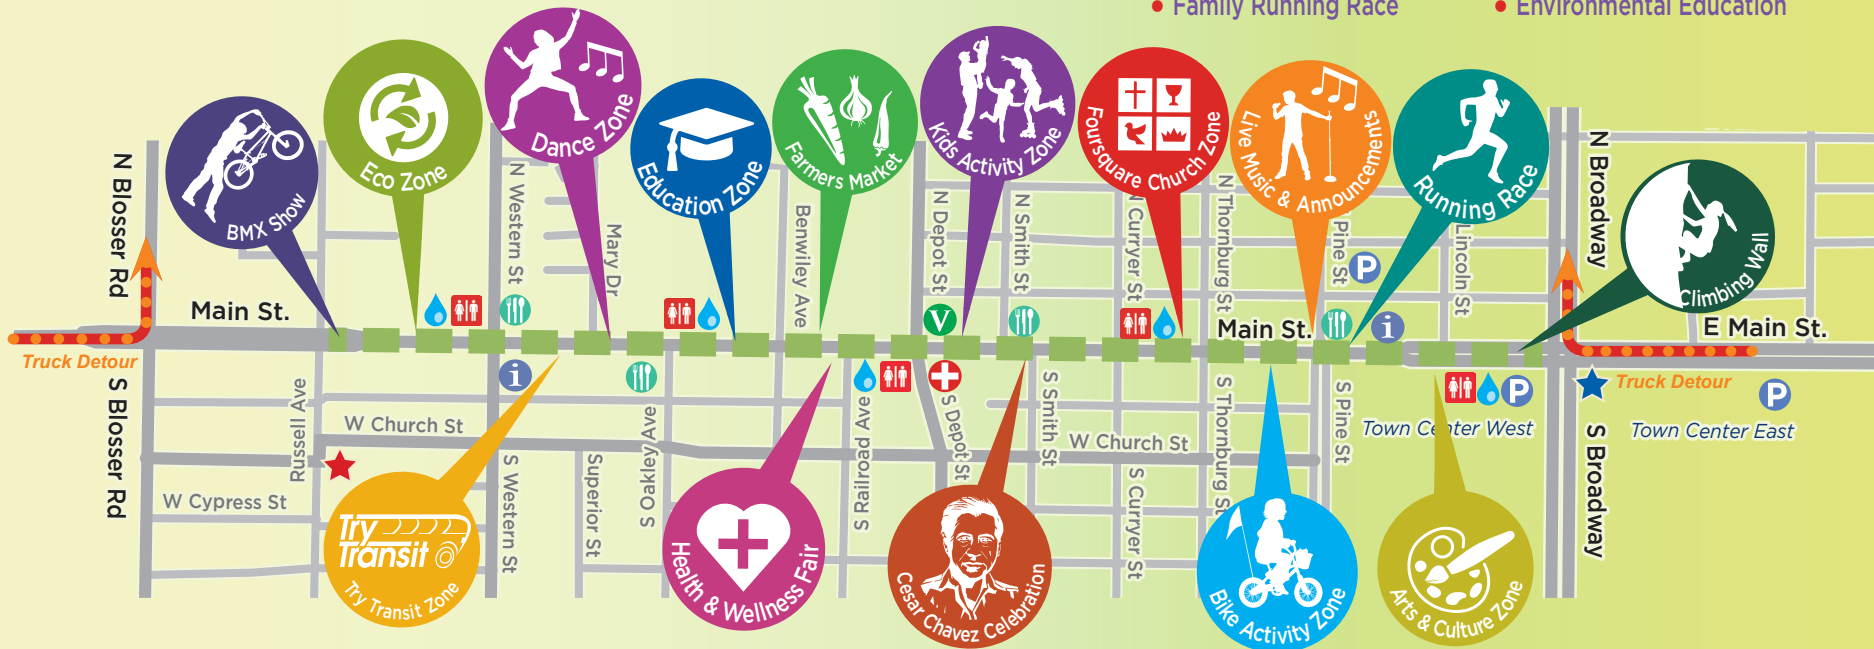 • Family Running Race
• Environmental Education
BMX Show
Eco Zone
Dance Zone
Education Zone
Farmers Market
Kids Activity Zone
Foursquare Church Zone
Live Music & Announcements
Running Race
Climbing Wall
N Blosser Rd
N Western St
Mary Dr
Benwiley Ave
N Depot St
N Smith St
N Curryer St
N Thornburg St
Pine St
P
Lincoln St
N Broadway
Main St.
V
Main St.
i
E Main St.
Truck Detour
i
Truck Detour
P
P
Town Center West
Town Center East
S Blosser Rd
Russell Ave
W Church St
W Cypress St
S Western St
Superior St
S Oakley Ave
S Railroad Ave
S Depot St
S Smith St
W Church St
S Curryer St
S Thornburg St
S Pine St
S Broadway
Try
Transit
Try Transit Zone
Health & Wellness Fair
Cesar Chavez Celebration
Bike Activity Zone
Arts & Culture Zone